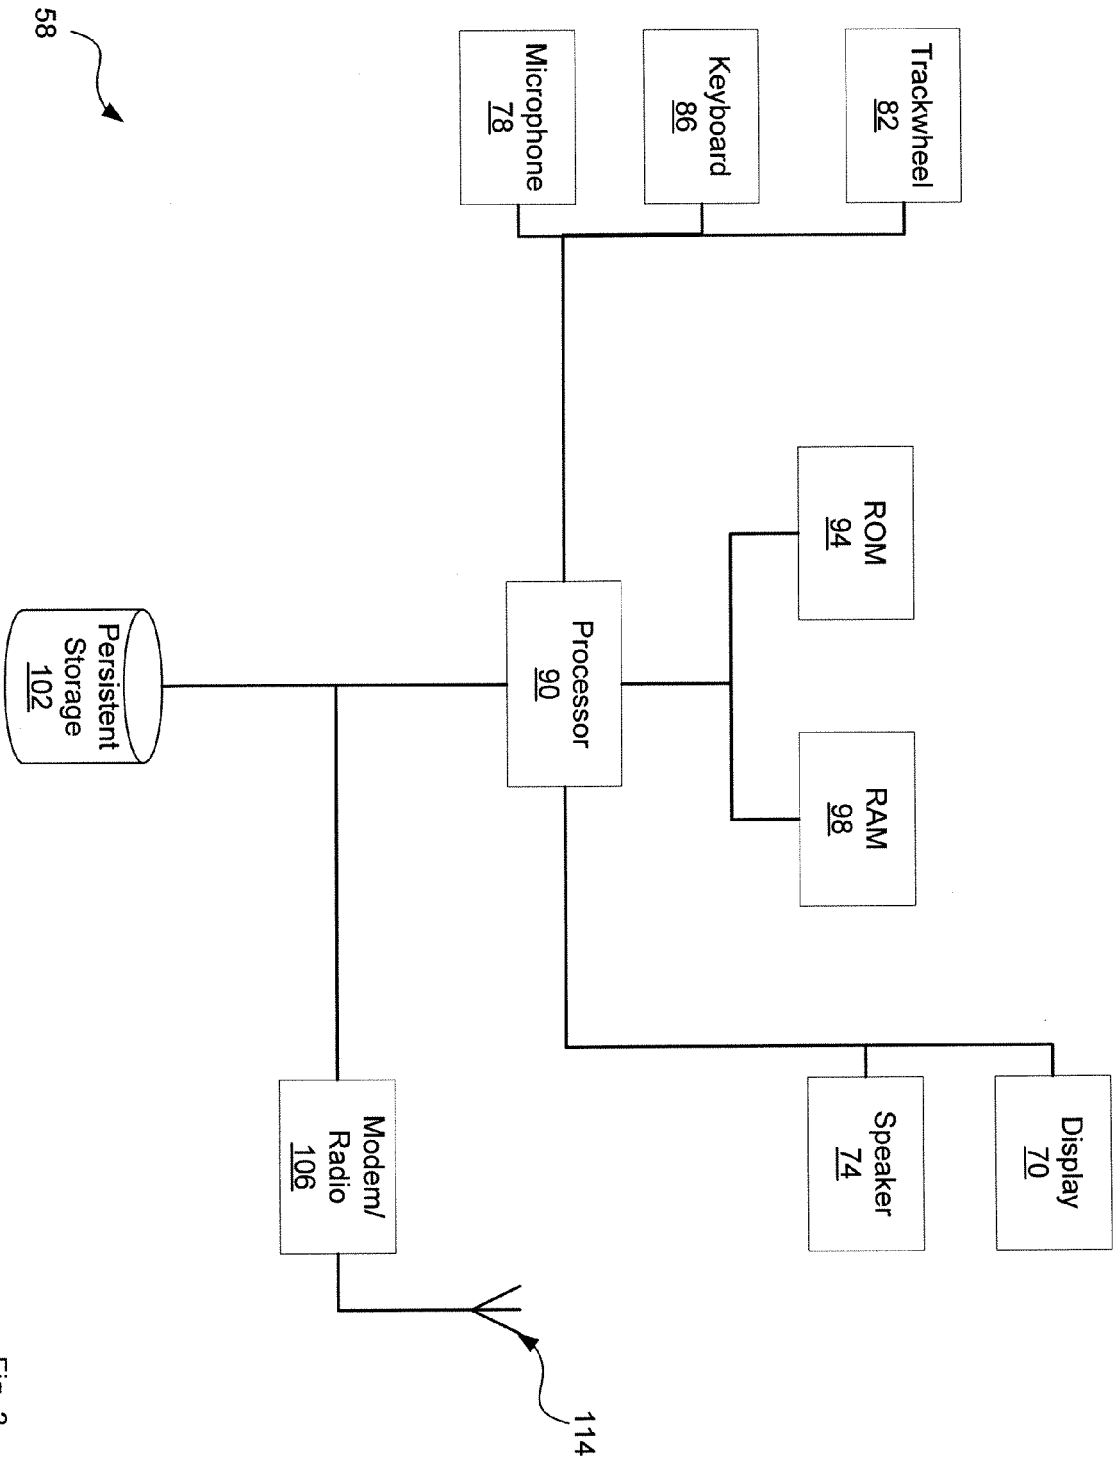 Display
70
Trackwheel
82
Speaker
74
ROM
94
RAM
98
Keyboard
86
Processor
90
Microphone
78
114
Modem/
Radio
106
Persistent
Storage
102
58
Fig.